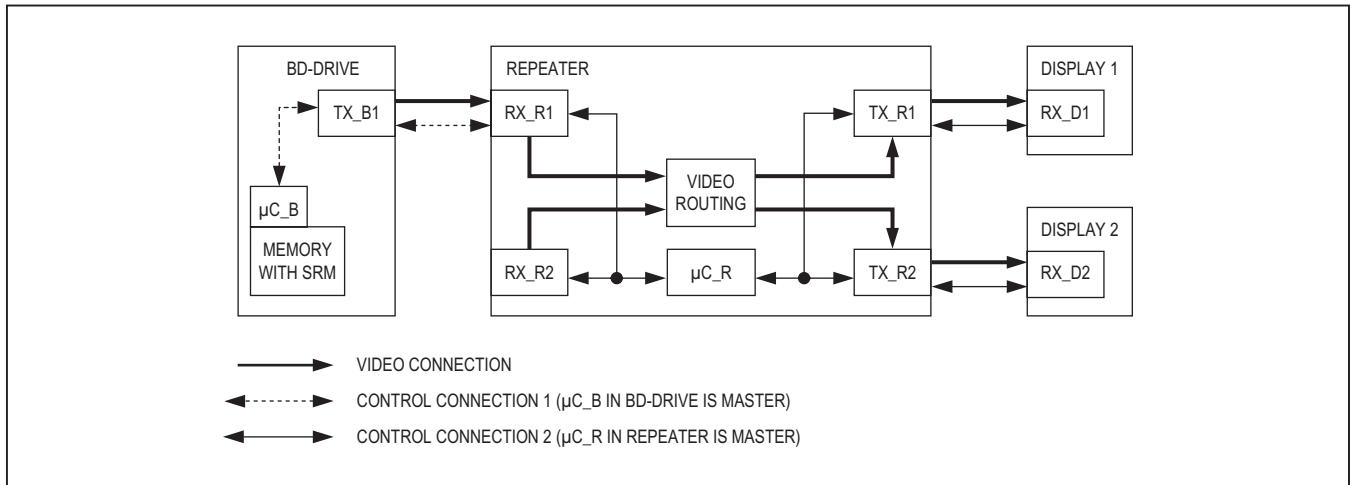 BD-DRIVE
TX_B1
µC_B
MEMORY
WITH SRM
REPEATER
RX_R1
RX_R2
VIDEO
ROUTING
µC_R
TX_R1
TX_R2
DISPLAY 1
RX_D1
DISPLAY 2
RX_D2
VIDEO CONNECTION
CONTROL CONNECTION 1 (µC_B IN BD-DRIVE IS MASTER)
CONTROL CONNECTION 2 (µC_R IN REPEATER IS MASTER)